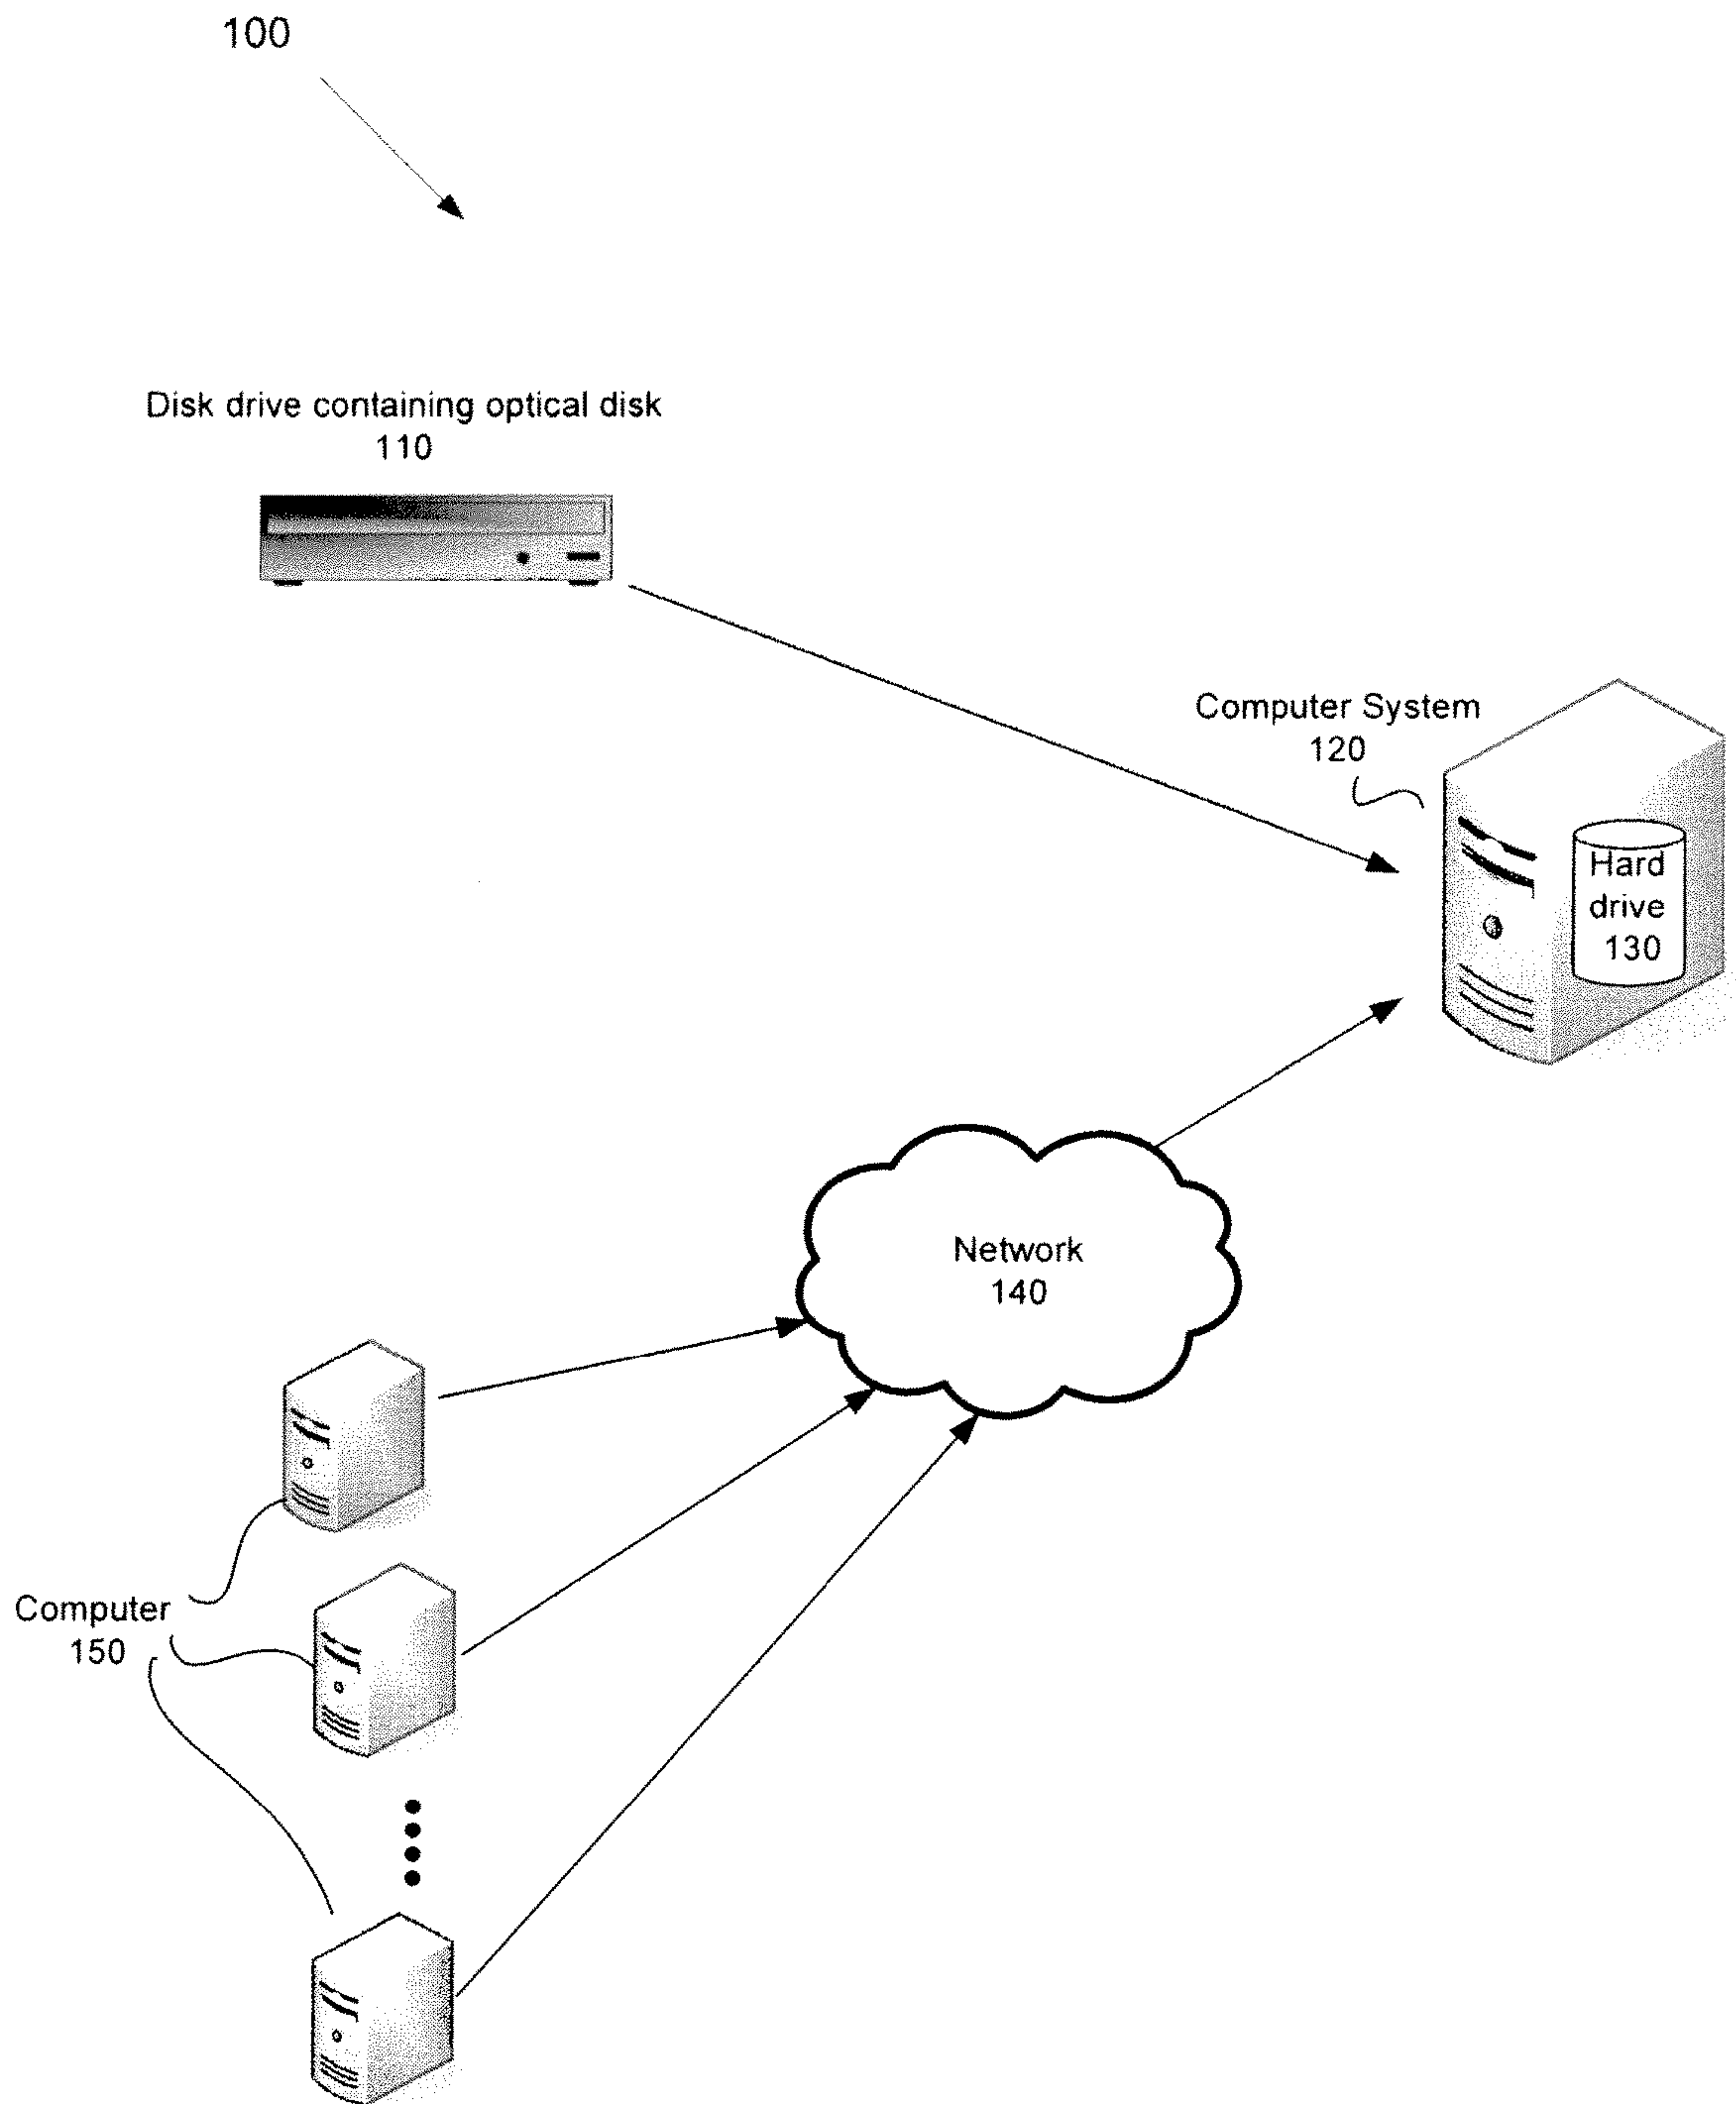 100
Disk drive containing optical disk
110
Computer System
120
Hard
drive
130
Network
140
Computer
150